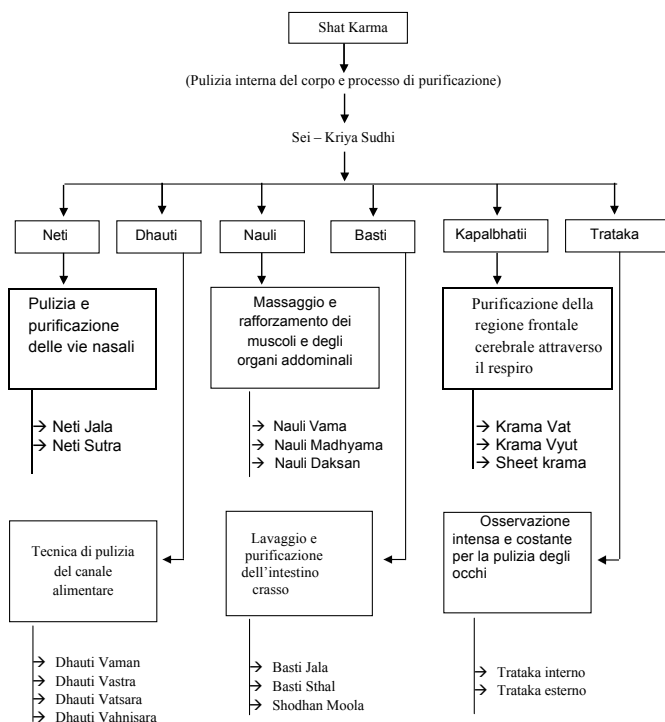 Shat Karma
(Pulizia interna del corpo e processo di purificazione)
Sei – Kriya Sudhi
Neti
Dhauti
Nauli
Basti
Kapalbhatii
Trataka
Pulizia e
purificazione
delle vie nasali
Massaggio e
rafforzamento dei
muscoli e degli
organi addominali
Purificazione della
regione frontale
cerebrale attraverso
il respiro
→ Neti Jala
→ Neti Sutra
→ Nauli Vama
→ Nauli Madhyama
→ Nauli Daksan
→ Krama Vat
→ Krama Vyut
→ Sheet krama
Tecnica di pulizia
del canale
alimentare
Lavaggio e
purificazione
dell’intestino
crasso
Osservazione
intensa e costante
per la pulizia degli
occhi
→ Dhauti Vaman
→ Dhauti Vastra
→ Dhauti Vatsara
→ Dhauti Vahnisara
→ Basti Jala
→ Basti Sthal
→ Shodhan Moola
→ Trataka interno
→ Trataka esterno